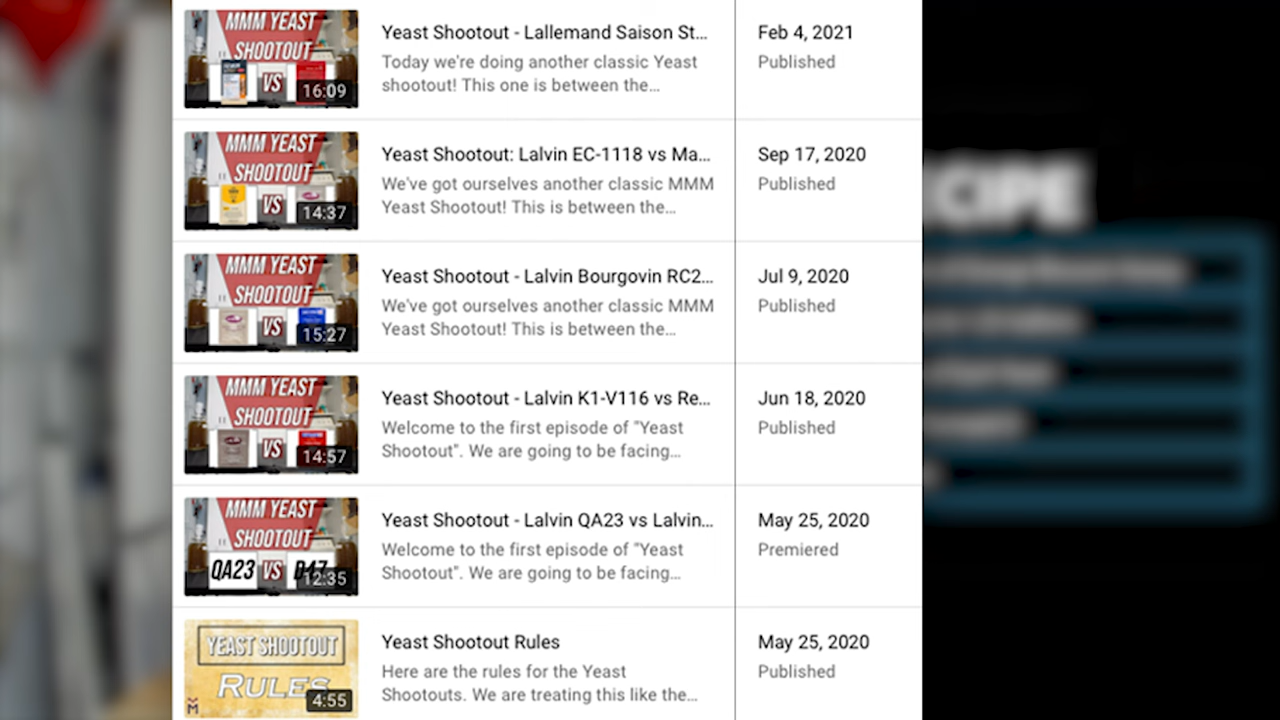 MMM YEAST
SHOOTOUT
VS
16:09
Yeast Shootout - Lallemand Saison St...
Today we're doing another classic Yeast
shootout! This one is between the...
Feb 4, 2021
Published
MMM YEAST
SHOOTOUT
VS
14:37
Yeast Shootout: Lalvin EC-1118 vs Ma...
We've got ourselves another classic MMM
Yeast Shootout! This is between the...
Sep 17, 2020
Published
MMM YEAST
SHOOTOUT
VS
15:27
Yeast Shootout - Lalvin Bourgovin RC2...
We've got ourselves another classic MMM
Yeast Shootout! This is between the...
Jul 9, 2020
Published
MMM YEAST
SHOOTOUT
VS
14:57
Yeast Shootout - Lalvin K1-V116 vs Re...
Welcome to the first episode of "Yeast
Shootout". We are going to be facing...
Jun 18, 2020
Published
MMM YEAST
SHOOTOUT
QA23 VS D47
12:35
Yeast Shootout - Lalvin QA23 vs Lalvin...
Welcome to the first episode of "Yeast
Shootout". We are going to be facing...
May 25, 2020
Premiered
YEAST SHOOTOUT
RULES
4:55
Yeast Shootout Rules
Here are the rules for the Yeast
Shootouts. We are treating this like the...
May 25, 2020
Published